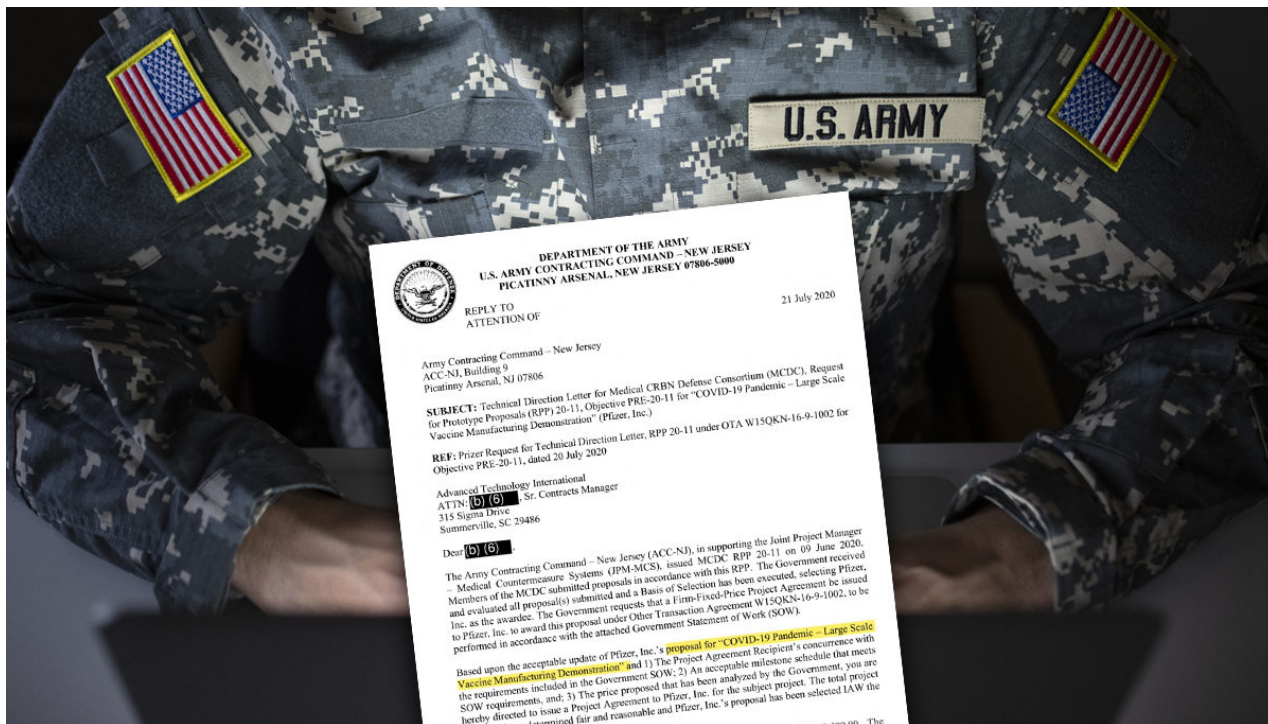 U.S. ARMY
DEPARTMENT OF THE ARMY
U.S. ARMY CONTRACTING COMMAND – NEW JERSEY
PICATINNY ARSENAL, NEW JERSEY 07806-5000
REPLY TO
ATTENTION OF
21 July 2020
Army Contracting Command – New Jersey
ACC-NJ, Building 9
Picatinny Arsenal, NJ 07806
SUBJECT: Technical Direction Letter for Medical CRBN Defense Consortium (MCDC), Request
for Prototype Proposals (RPP) 20-11, Objective PRE-20-11 for “COVID-19 Pandemic – Large Scale
Vaccine Manufacturing Demonstration” (Pfizer, Inc.)
REF: Prizer Request for Technical Direction Letter, RPP 20-11 under OTA W15QKN-16-9-1002 for
Objective PRE-20-11, dated 20 July 2020
Advanced Technology International
ATTN: (b) (6) , Sr. Contracts Manager
315 Sigma Drive
Summerville, SC 29486
Dear (b) (6) ,
The Army Contracting Command – New Jersey (ACC-NJ), in supporting the Joint Project Manager
– Medical Countermeasure Systems (JPM-MCS), issued MCDC RPP 20-11 on 09 June 2020.
Members of the MCDC submitted proposals in accordance with this RPP. The Government received
and evaluated all proposal(s) submitted and a Basis of Selection has been executed, selecting Pfizer,
Inc. as the awardee. The Government requests that a Firm-Fixed-Price Project Agreement be issued
to Pfizer, Inc. to award this proposal under Other Transaction Agreement W15QKN-16-9-1002, to be
performed in accordance with the attached Government Statement of Work (SOW).
Based upon the acceptable update of Pfizer, Inc.’s proposal for “COVID-19 Pandemic – Large Scale
Vaccine Manufacturing Demonstration” and 1) The Project Agreement Recipient’s concurrence with
the requirements included in the Government SOW; 2) An acceptable milestone schedule that meets
SOW requirements, and; 3) The price proposed that has been analyzed by the Government, you are
hereby directed to issue a Project Agreement to Pfizer, Inc. for the subject project. The total project
determined fair and reasonable and Pfizer, Inc.’s proposal has been selected IAW the
The